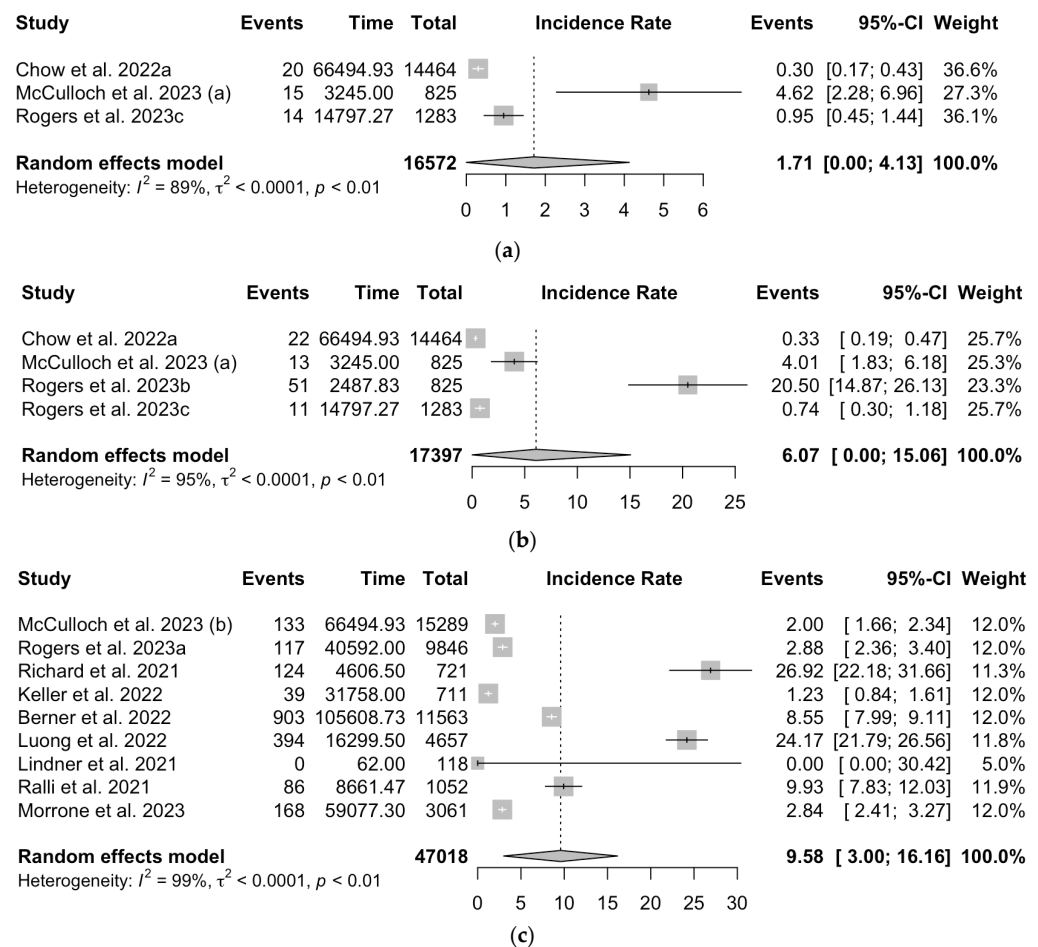 Study Events Time Total Incidence Rate Events 95%-CI Weight
Chow et al. 2022a 20 66494.93 14464 0.30 [0.17; 0.43] 36.6%
McCulloch et al. 2023 (a) 15 3245.00 825 4.62 [2.28; 6.96] 27.3%
Rogers et al. 2023c 14 14797.27 1283 0.95 [0.45; 1.44] 36.1%
Random effects model 16572 1.71 [0.00; 4.13] 100.0%
Heterogeneity: I² = 89%, τ² < 0.0001, p < 0.01
0 1 2 3 4 5 6
(a)
Study Events Time Total Incidence Rate Events 95%-CI Weight
Chow et al. 2022a 22 66494.93 14464 0.33 [ 0.19; 0.47] 25.7%
McCulloch et al. 2023 (a) 13 3245.00 825 4.01 [ 1.83; 6.18] 25.3%
Rogers et al. 2023b 51 2487.83 825 20.50 [14.87; 26.13] 23.3%
Rogers et al. 2023c 11 14797.27 1283 0.74 [ 0.30; 1.18] 25.7%
Random effects model 17397 6.07 [ 0.00; 15.06] 100.0%
Heterogeneity: I² = 95%, τ² < 0.0001, p < 0.01
0 5 10 15 20 25
(b)
Study Events Time Total Incidence Rate Events 95%-CI Weight
McCulloch et al. 2023 (b) 133 66494.93 15289 2.00 [ 1.66; 2.34] 12.0%
Rogers et al. 2023a 117 40592.00 9846 2.88 [ 2.36; 3.40] 12.0%
Richard et al. 2021 124 4606.50 721 26.92 [22.18; 31.66] 11.3%
Keller et al. 2022 39 31758.00 711 1.23 [ 0.84; 1.61] 12.0%
Berner et al. 2022 903 105608.73 11563 8.55 [ 7.99; 9.11] 12.0%
Luong et al. 2022 394 16299.50 4657 24.17 [21.79; 26.56] 11.8%
Lindner et al. 2021 0 62.00 118 0.00 [ 0.00; 30.42] 5.0%
Ralli et al. 2021 86 8661.47 1052 9.93 [ 7.83; 12.03] 11.9%
Morrone et al. 2023 168 59077.30 3061 2.84 [ 2.41; 3.27] 12.0%
Random effects model 47018 9.58 [ 3.00; 16.16] 100.0%
Heterogeneity: I² = 99%, τ² < 0.0001, p < 0.01
0 5 10 15 20 25 30
(c)